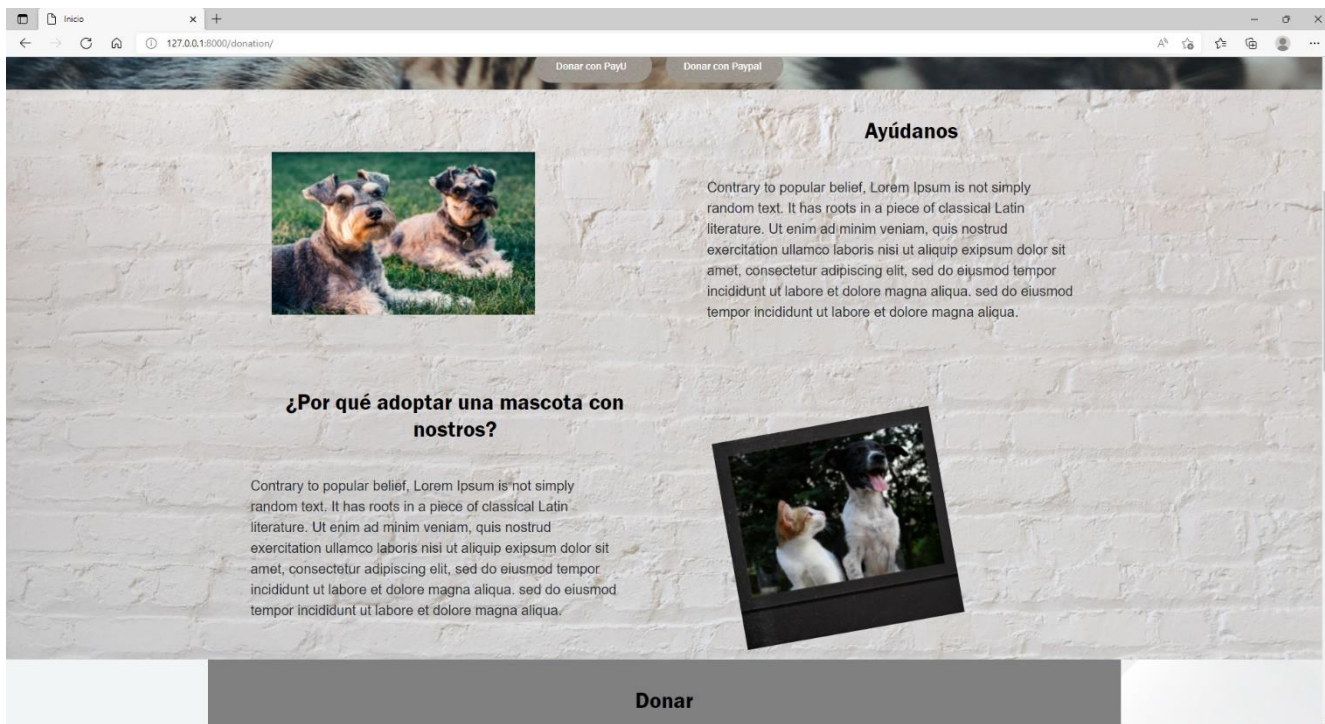 Inicio
127.0.0.1:8000/donation/
Donar con PayU
Donar con Paypal
Ayúdanos
Contrary to popular belief, Lorem Ipsum is not simply
random text. It has roots in a piece of classical Latin
literature. Ut enim ad minim veniam, quis nostrud
exercitation ullamco laboris nisi ut aliquip exipsum dolor sit
amet, consectetur adipiscing elit, sed do eiusmod tempor
incididunt ut labore et dolore magna aliqua. sed do eiusmod
tempor incididunt ut labore et dolore magna aliqua.
¿Por qué adoptar una mascota con
nostros?
Contrary to popular belief, Lorem Ipsum is not simply
random text. It has roots in a piece of classical Latin
literature. Ut enim ad minim veniam, quis nostrud
exercitation ullamco laboris nisi ut aliquip exipsum dolor sit
amet, consectetur adipiscing elit, sed do eiusmod tempor
incididunt ut labore et dolore magna aliqua. sed do eiusmod
tempor incididunt ut labore et dolore magna aliqua.
Donar